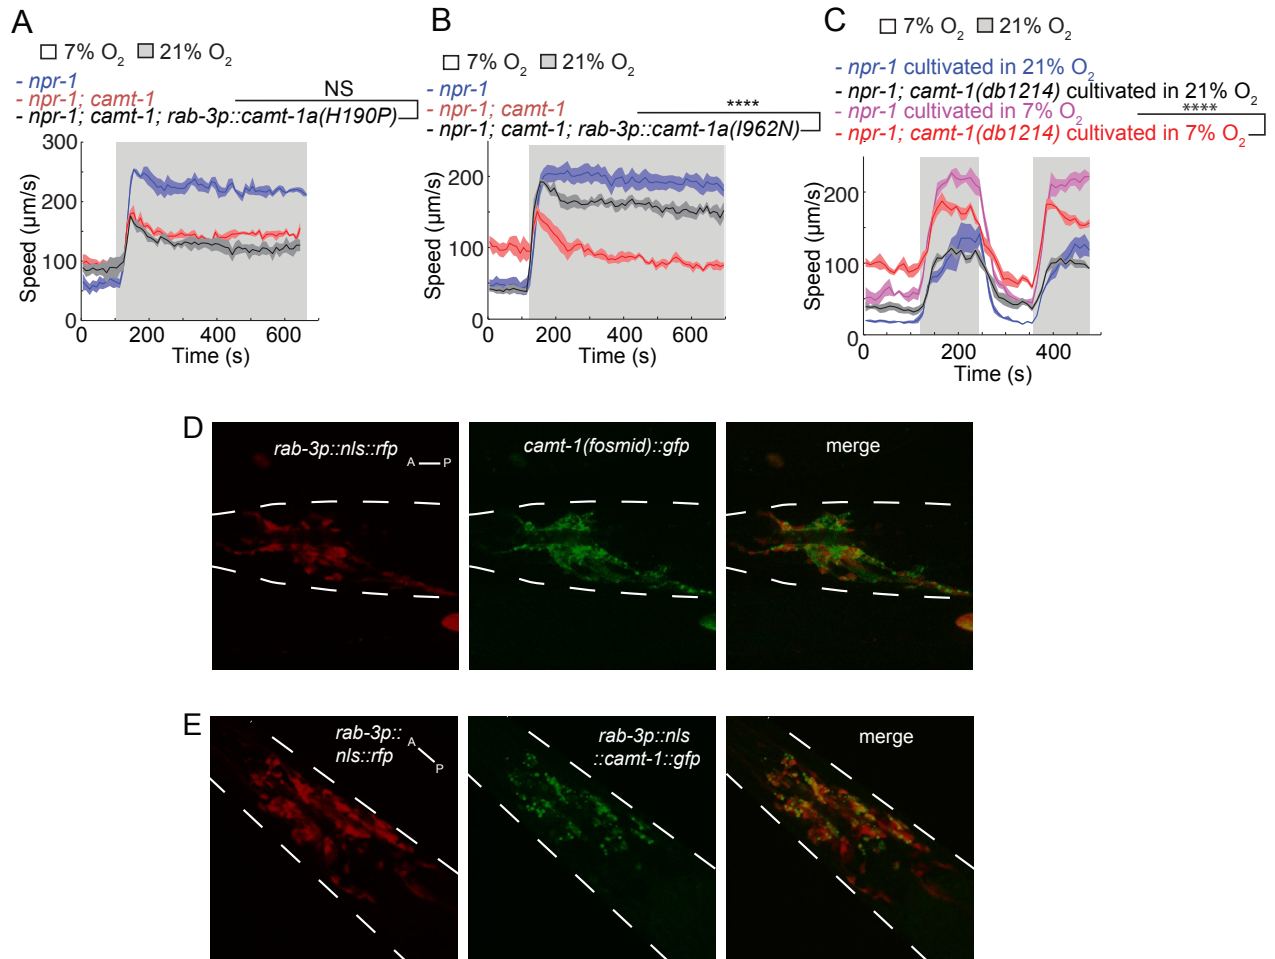 A
7% O2 21% O2
- npr-1
- npr-1; camt-1
- npr-1; camt-1; rab-3p::camt-1a(H190P)
NS
300
200
100
0
Speed (µm/s)
0 200 400 600
Time (s)
B
7% O2 21% O2
- npr-1
- npr-1; camt-1
- npr-1; camt-1; rab-3p::camt-1a(I962N)
****
200
100
0
Speed (µm/s)
0 200 400 600
Time (s)
C
7% O2 21% O2
- npr-1 cultivated in 21% O2
- npr-1; camt-1(db1214) cultivated in 21% O2
- npr-1 cultivated in 7% O2
****
- npr-1; camt-1(db1214) cultivated in 7% O2
200
100
0
Speed (µm/s)
0 200 400
Time (s)
D
rab-3p::nls::rfp
A P
camt-1(fosmid)::gfp
merge
E
rab-3p::
nls::rfp
A
P
rab-3p::nls
::camt-1::gfp
merge